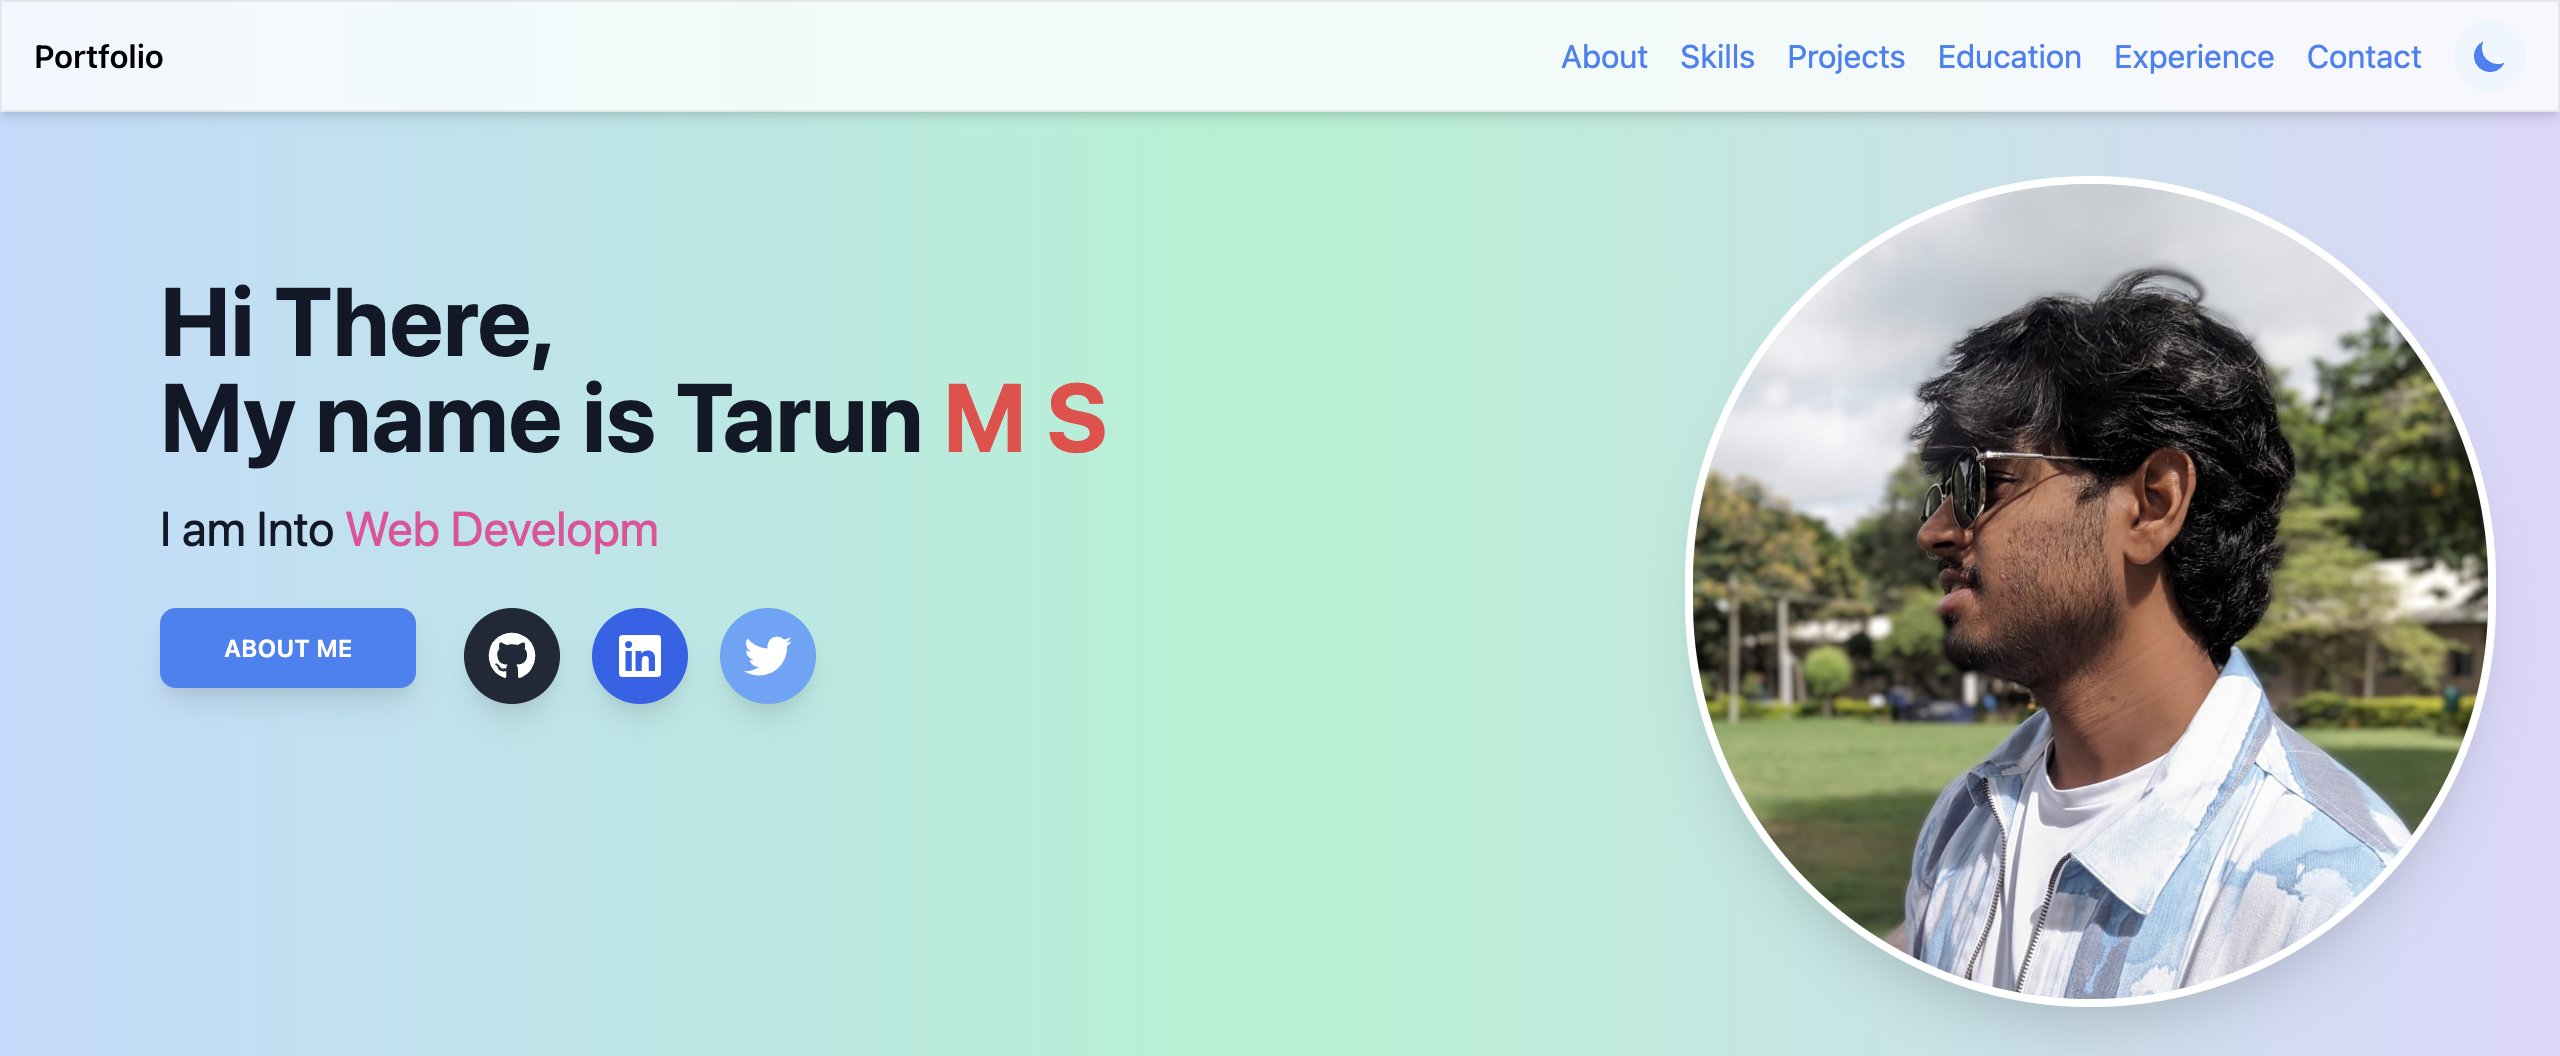 Portfolio
About Skills Projects Education Experience Contact
Hi There,
My name is Tarun M S
I am Into Web Developm
ABOUT ME